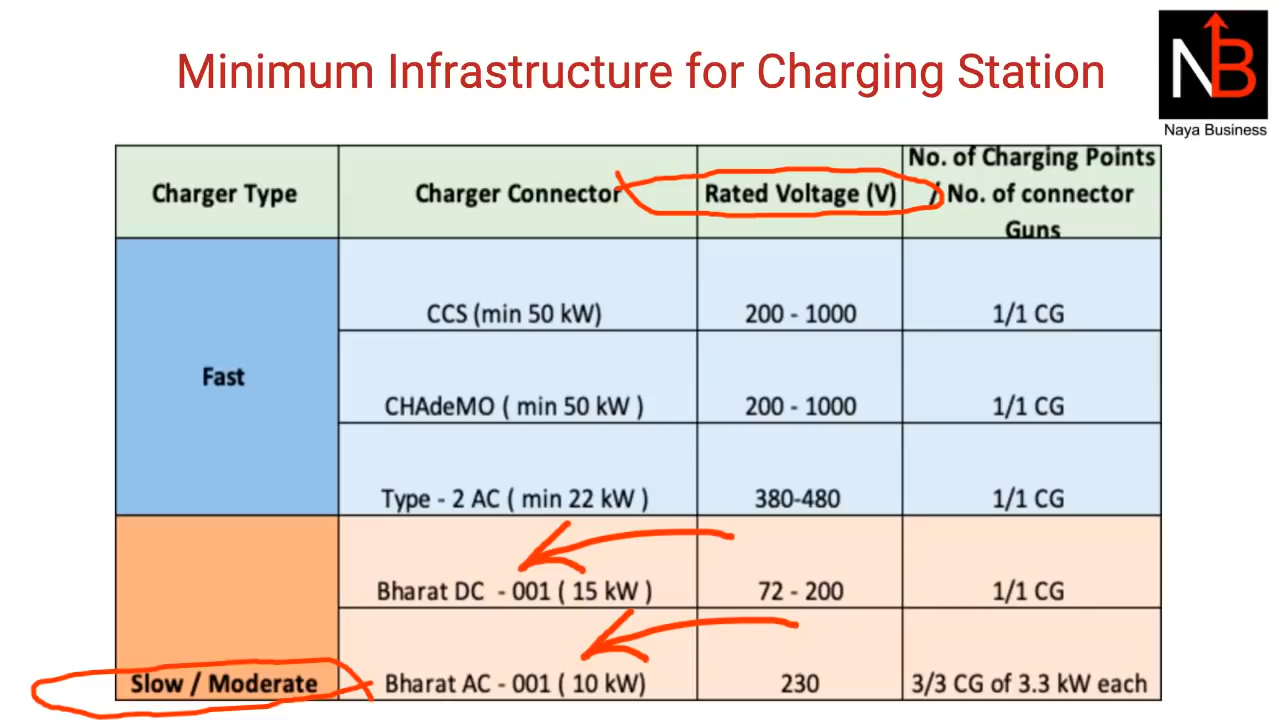 Minimum Infrastructure for Charging Station
NB
Naya Business
Charger Type
Charger Connector
Rated Voltage (V)
No. of Charging Points
/ No. of connector
Guns
Fast
CCS (min 50 kW)
200 - 1000
1/1 CG
CHAdeMO ( min 50 kW )
200 - 1000
1/1 CG
Type - 2 AC ( min 22 kW )
380-480
1/1 CG
Slow / Moderate
Bharat DC - 001 ( 15 kW )
72 - 200
1/1 CG
Bharat AC - 001 ( 10 kW)
230
3/3 CG of 3.3 kW each